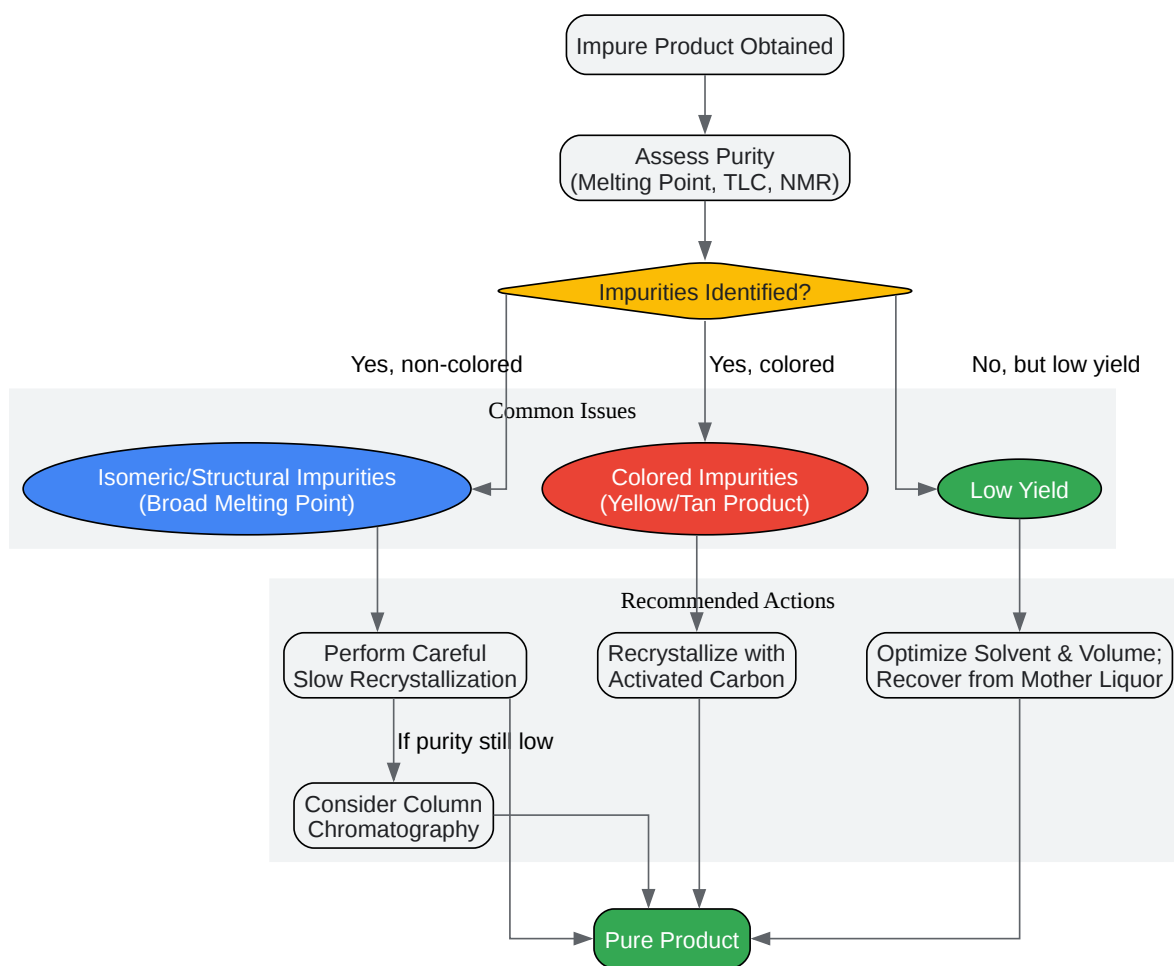 Impure Product Obtained
Assess Purity
(Melting Point, TLC, NMR)
Impurities Identified?
Yes, non-colored
Yes, colored
No, but low yield
Common Issues
Isomeric/Structural Impurities
(Broad Melting Point)
Colored Impurities
(Yellow/Tan Product)
Low Yield
Recommended Actions
Perform Careful
Slow Recrystallization
Recrystallize with
Activated Carbon
Optimize Solvent & Volume;
Recover from Mother Liquor
If purity still low
Consider Column
Chromatography
Pure Product